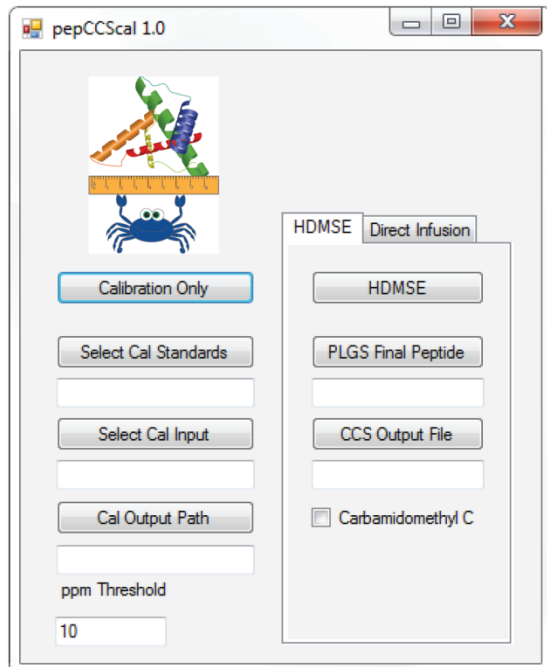 pepCCScal 1.0
Calibration Only
Select Cal Standards
Select Cal Input
Cal Output Path
ppm Threshold
10
HDMSE
Direct Infusion
HDMSE
PLGS Final Peptide
CCS Output File
Carbamidomethyl C